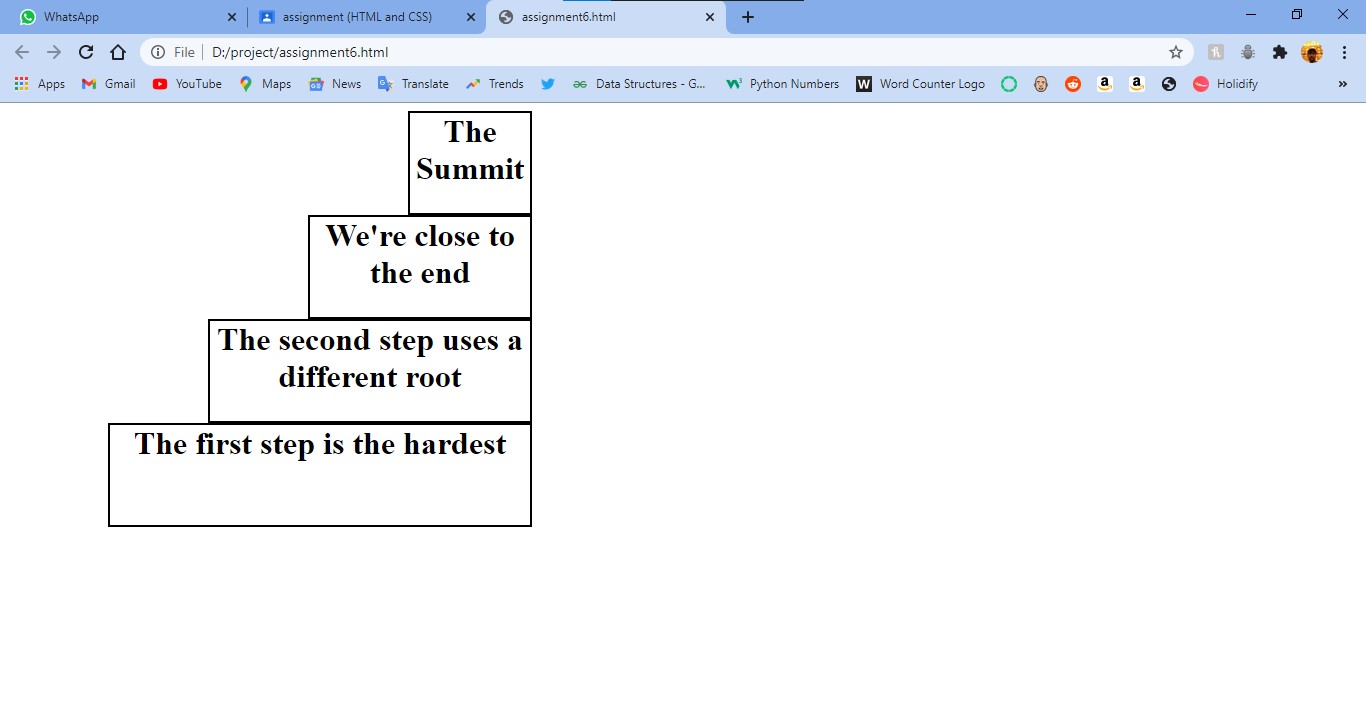 WhatsApp
assignment (HTML and CSS)
assignment6.html
File
D:/project/assignment6.html
Apps
Gmail
YouTube
Maps
News
Translate
Trends
Data Structures - G...
Python Numbers
W
Word Counter Logo
a
a
Holidify
»
The
Summit
We're close to
the end
The second step uses a
different root
The first step is the hardest